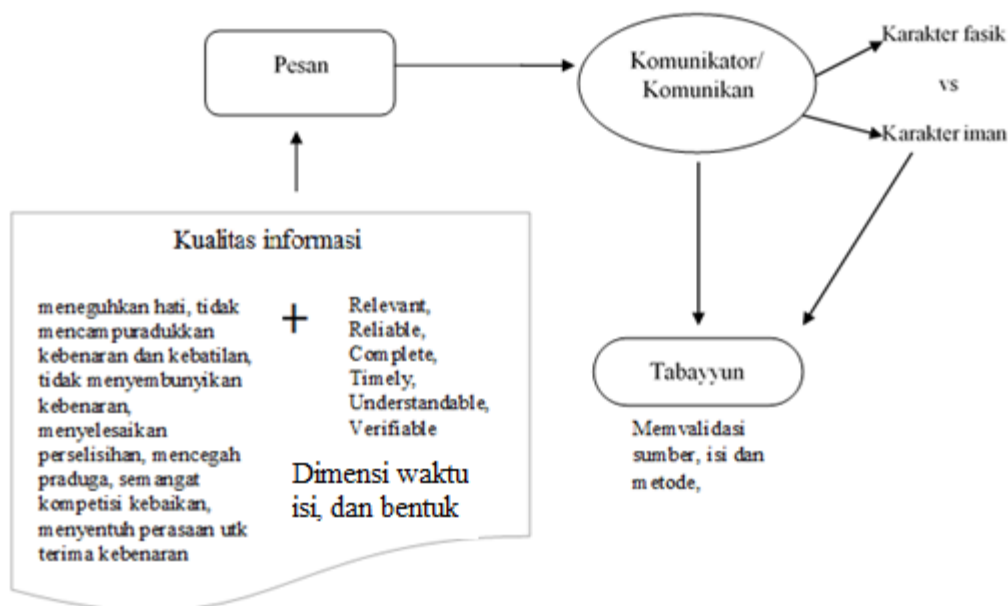 Pesan
Komunikator/
Komunikan
Karakter fasik
vs
Karakter iman
Kualitas informasi
meneguhkan hati, tidak
mencampuradukkan
kebenaran dan kebatilan,
tidak menyembunyikan
kebenaran,
menyelesaikan
perselisihan, mencegah
praduga, semangat
kompetisi kebaikan,
menyentuh perasaan utk
terima kebenaran
+
Relevant,
Reliable,
Complete,
Timely,
Understandable,
Verifiable
Dimensi waktu
isi, dan bentuk
Tabayyun
Memvalidasi
sumber, isi dan
metode,